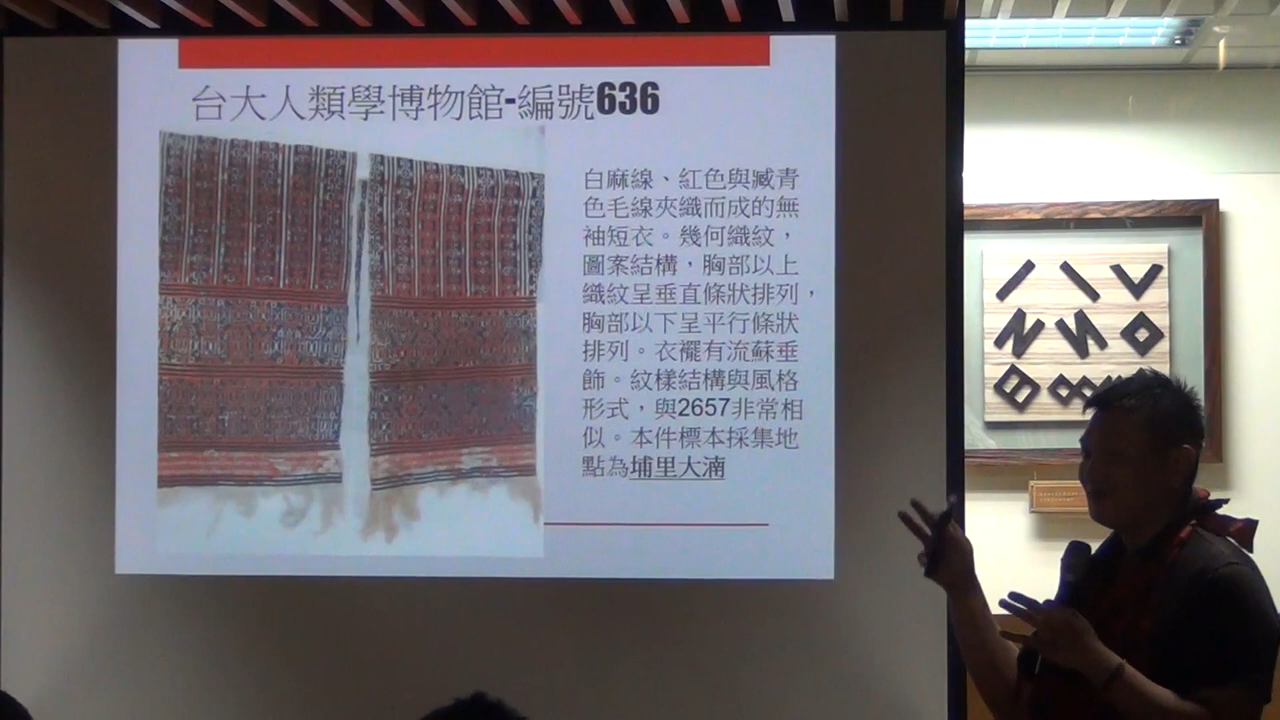 台大人類學博物館-編號636
白麻線、紅色與臧青
色毛線夾織而成的無
袖短衣。幾何織紋，
圖案結構，胸部以上
織紋呈垂直條狀排列，
胸部以下呈平行條狀
排列。衣襬有流蘇垂
飾。紋樣結構與風格
形式，與2657非常相
似。本件標本採集地
點為埔里大湳